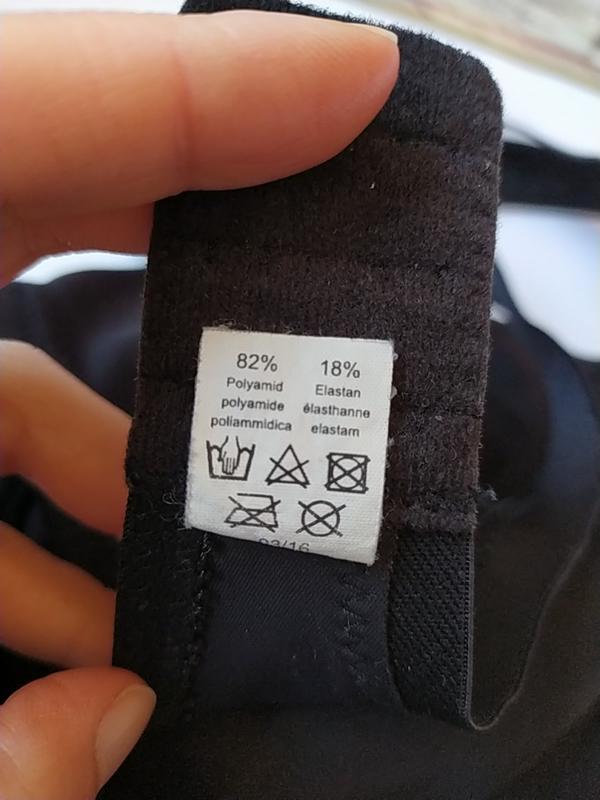 82% 18%
Polyamid Elastan
polyamide élasthanne
poliammidica elastam